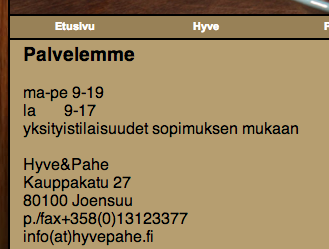 Etusivu Hyve
Palvelemme
ma-pe 9-19
la 9-17
yksityistilaisuudet sopimuksen mukaan
Hyve&Pahe
Kauppakatu 27
80100 Joensuu
p./fax+358(0)13123377
info(at)hyvepahe.fi